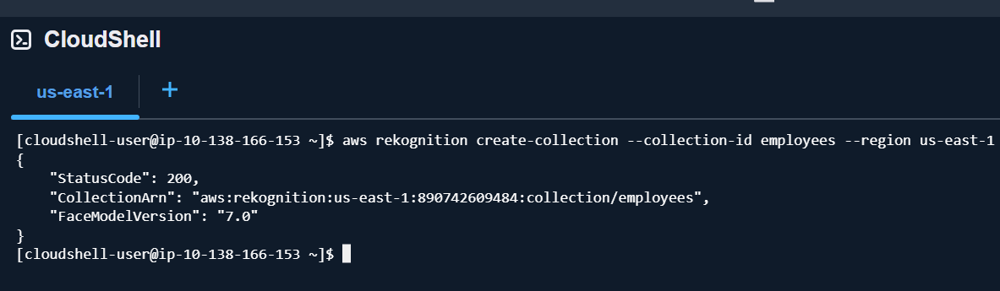 CloudShell
us-east-1
[cloudshell-user@ip-10-138-166-153 ~]$ aws rekognition create-collection --collection-id employees --region us-east-1
{
    "StatusCode": 200,
    "CollectionArn": "aws:rekognition:us-east-1:890742609484:collection/employees",
    "FaceModelVersion": "7.0"
}
[cloudshell-user@ip-10-138-166-153 ~]$